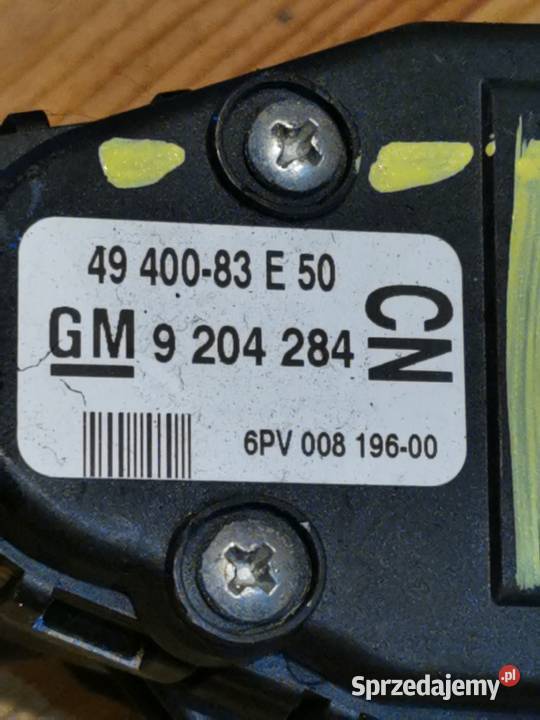 49 400-83 E 50
GM 9 204 284
CN
6PV 008 196-00
Sprzedajemy.pl